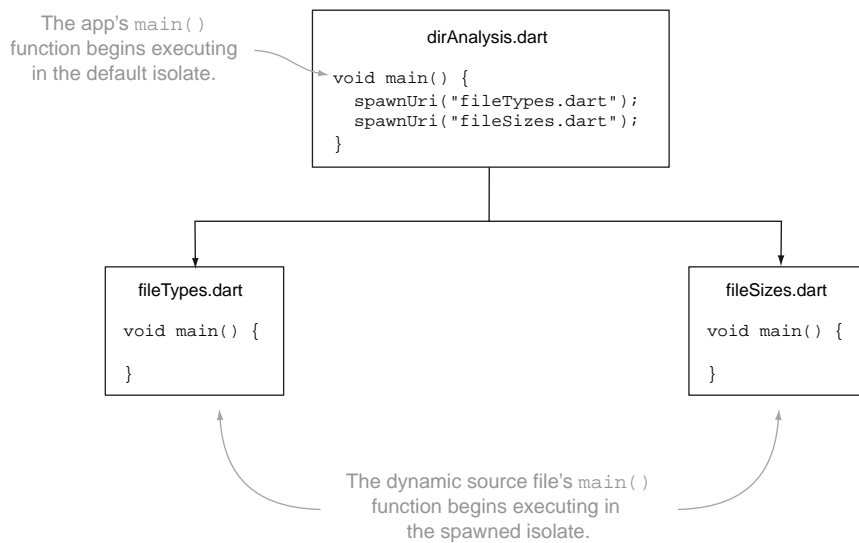 The app's main()
function begins executing
in the default isolate.
dirAnalysis.dart
void main() {
spawnUri("fileTypes.dart");
spawnUri("fileSizes.dart");
}
fileTypes.dart
void main() {
}
fileSizes.dart
void main() {
}
The dynamic source file's main()
function begins executing in
the spawned isolate.